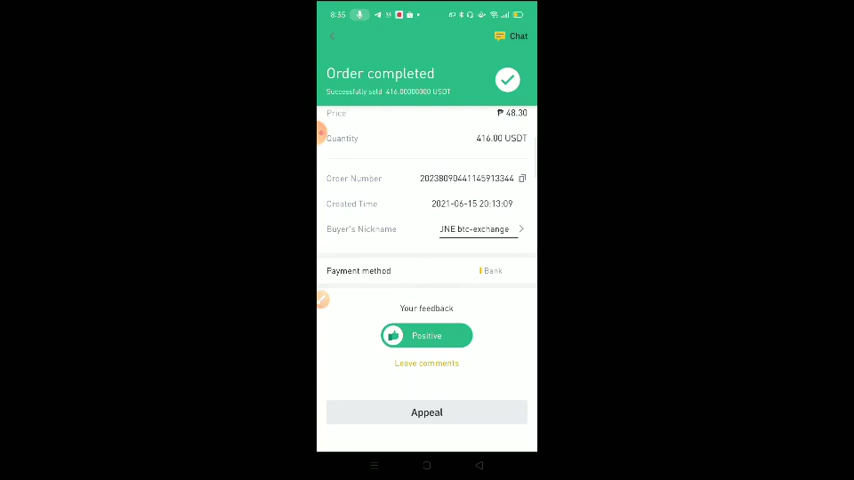 8:35
Chat
Order completed
Successfully sold 416.00000000 USDT
Price ₱ 48.30
Quantity 416.00 USDT
Order Number 20238090441145913344
Created Time 2021-06-15 20:13:09
Buyer's Nickname JNE btc-exchange
Payment method Bank
Your feedback
Positive
Leave comments
Appeal